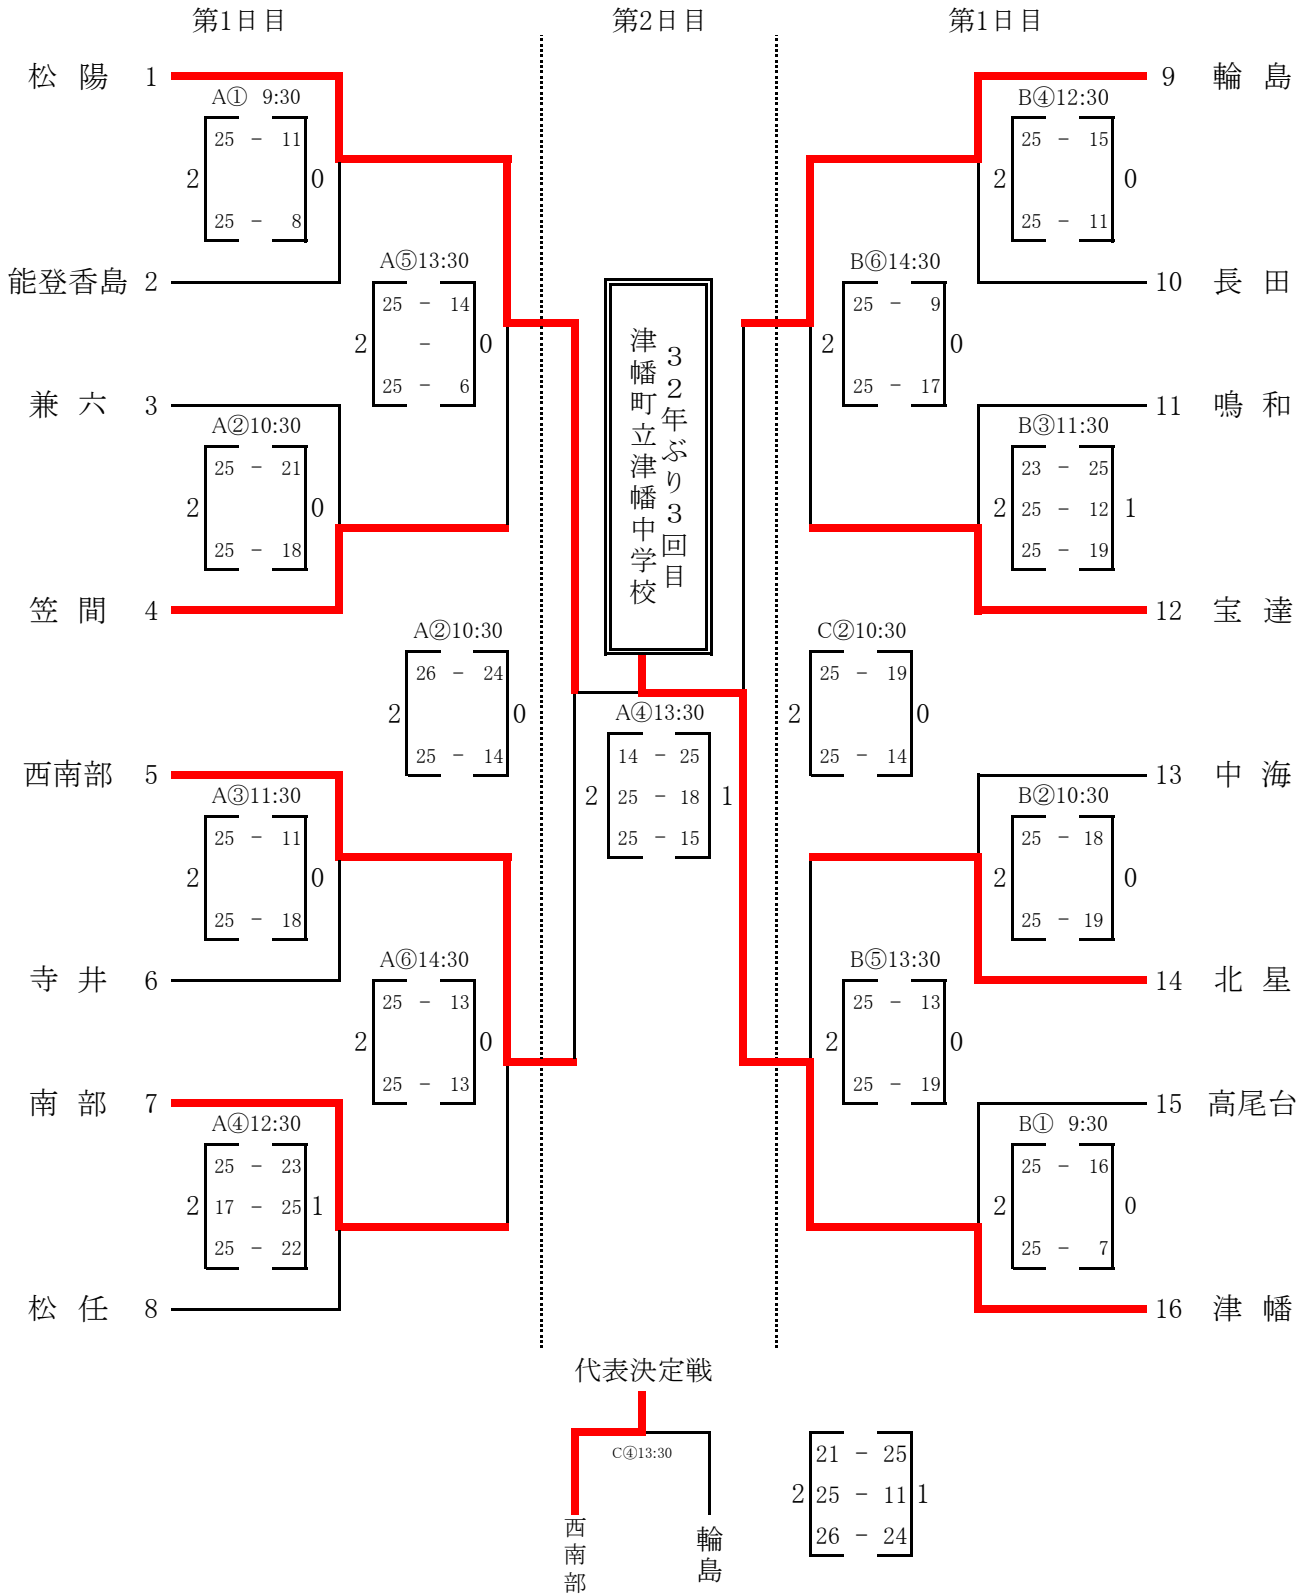 第1日目
第2日目
第1日目
松 陽 1
A① 9:30
2
25 - 11
25 - 8
0
能登香島 2
A⑤13:30
2
25 - 14
-
25 - 6
0
兼 六 3
A②10:30
2
25 - 21
25 - 18
0
笠 間 4
A②10:30
2
26 - 24
25 - 14
0
西南部 5
A③11:30
2
25 - 11
25 - 18
0
寺 井 6
A⑥14:30
2
25 - 13
25 - 13
0
南 部 7
A④12:30
2
25 - 23
17 - 25
25 - 22
1
松 任 8
32年ぶり3回目
津幡町立津幡中学校
A④13:30
2
14 - 25
25 - 18
25 - 15
1
9 輪 島
B④12:30
2
25 - 15
25 - 11
0
10 長 田
B⑥14:30
2
25 - 9
25 - 17
0
11 鳴 和
B③11:30
2
23 - 25
25 - 12
25 - 19
1
12 宝 達
C②10:30
2
25 - 19
25 - 14
0
13 中 海
B②10:30
2
25 - 18
25 - 19
0
14 北 星
B⑤13:30
2
25 - 13
25 - 19
0
15 高尾台
B① 9:30
2
25 - 16
25 - 7
0
16 津 幡
代表決定戦
C④13:30
西南部
輪島
2
21 - 25
25 - 11
26 - 24
1